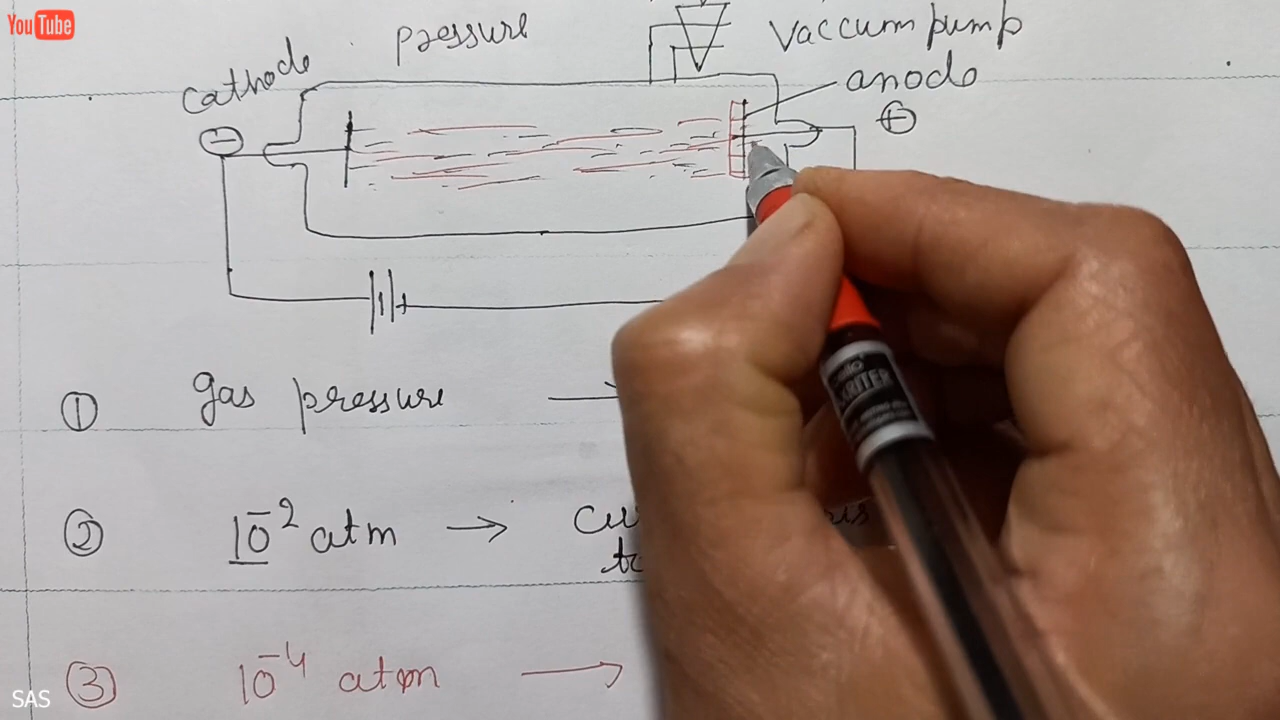 YouTube
pressure
vaccum pump
cathode
anode
−
+
+
① gas pressure →
② 10⁻² atm →
③ 10⁻⁴ atm →
SAS